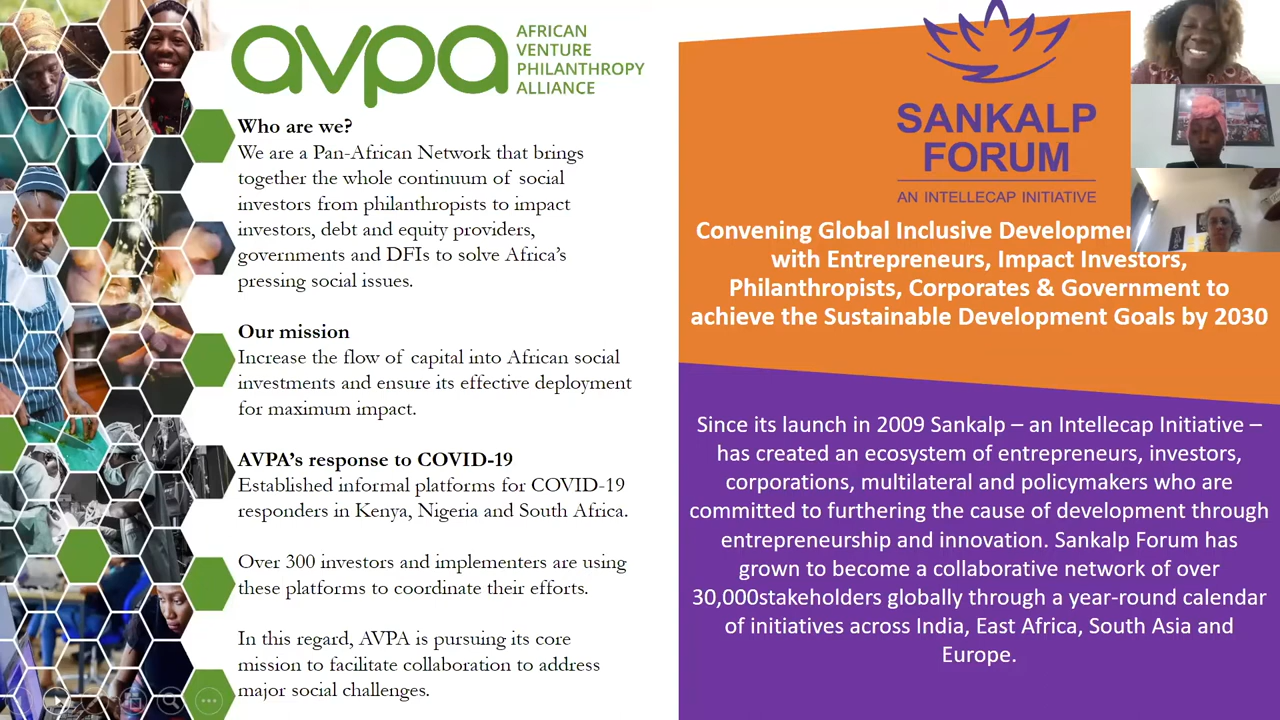 avpa
AFRICAN
VENTURE
PHILANTHROPY
ALLIANCE
Who are we?
We are a Pan-African Network that brings
together the whole continuum of social
investors from philanthropists to impact
investors, debt and equity providers,
governments and DFIs to solve Africa's
pressing social issues.
Our mission
Increase the flow of capital into African social
investments and ensure its effective deployment
for maximum impact.
AVPA's response to COVID-19
Established informal platforms for COVID-19
responders in Kenya, Nigeria and South Africa.
Over 300 investors and implementers are using
these platforms to coordinate their efforts.
In this regard, AVPA is pursuing its core
mission to facilitate collaboration to address
major social challenges.
SANKALP
FORUM
AN INTELLECAP INITIATIVE
Convening Global Inclusive
with Entrepreneurs, Impact Investors,
Philanthropists, Corporates & Government to
achieve the Sustainable Development Goals by 2030
Since its launch in 2009 Sankalp – an Intellecap Initiative –
has created an ecosystem of entrepreneurs, investors,
corporations, multilateral and policymakers who are
committed to furthering the cause of development through
entrepreneurship and innovation. Sankalp Forum has
grown to become a collaborative network of over
30,000stakeholders globally through a year-round calendar
of initiatives across India, East Africa, South Asia and
Europe.